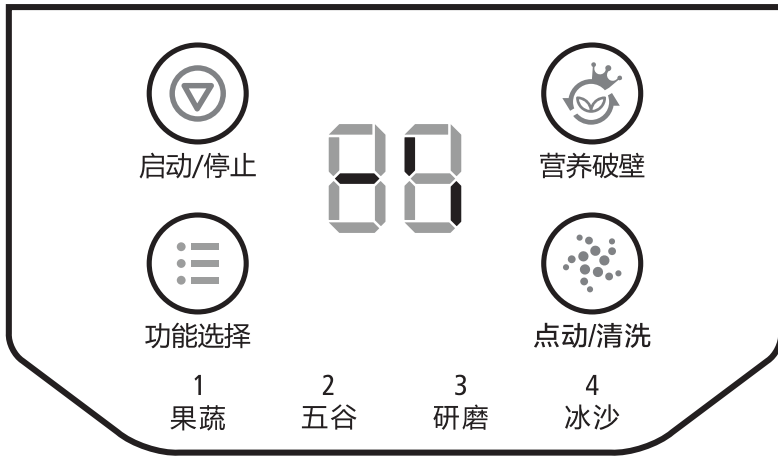 启动/停止
营养破壁
功能选择
点动/清洗
1 2 3 4
果蔬 五谷 研磨 冰沙